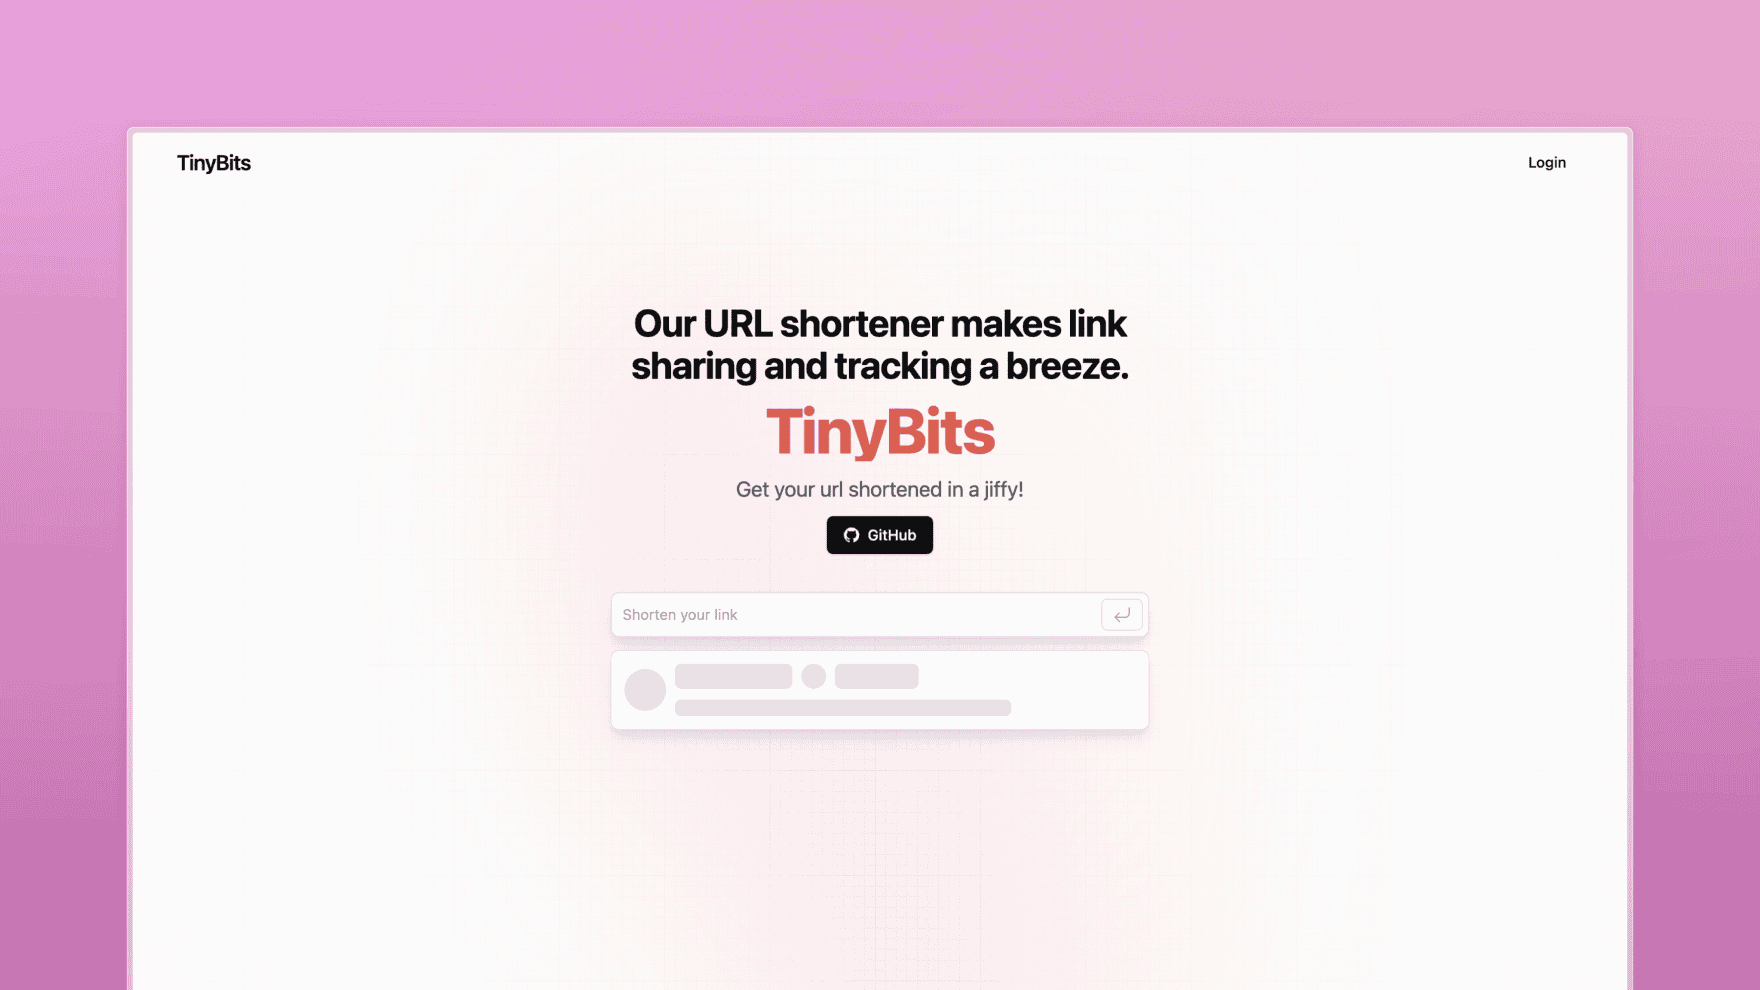 TinyBits
Login
Our URL shortener makes link
sharing and tracking a breeze.
TinyBits
Get your url shortened in a jiffy!
GitHub
Shorten your link